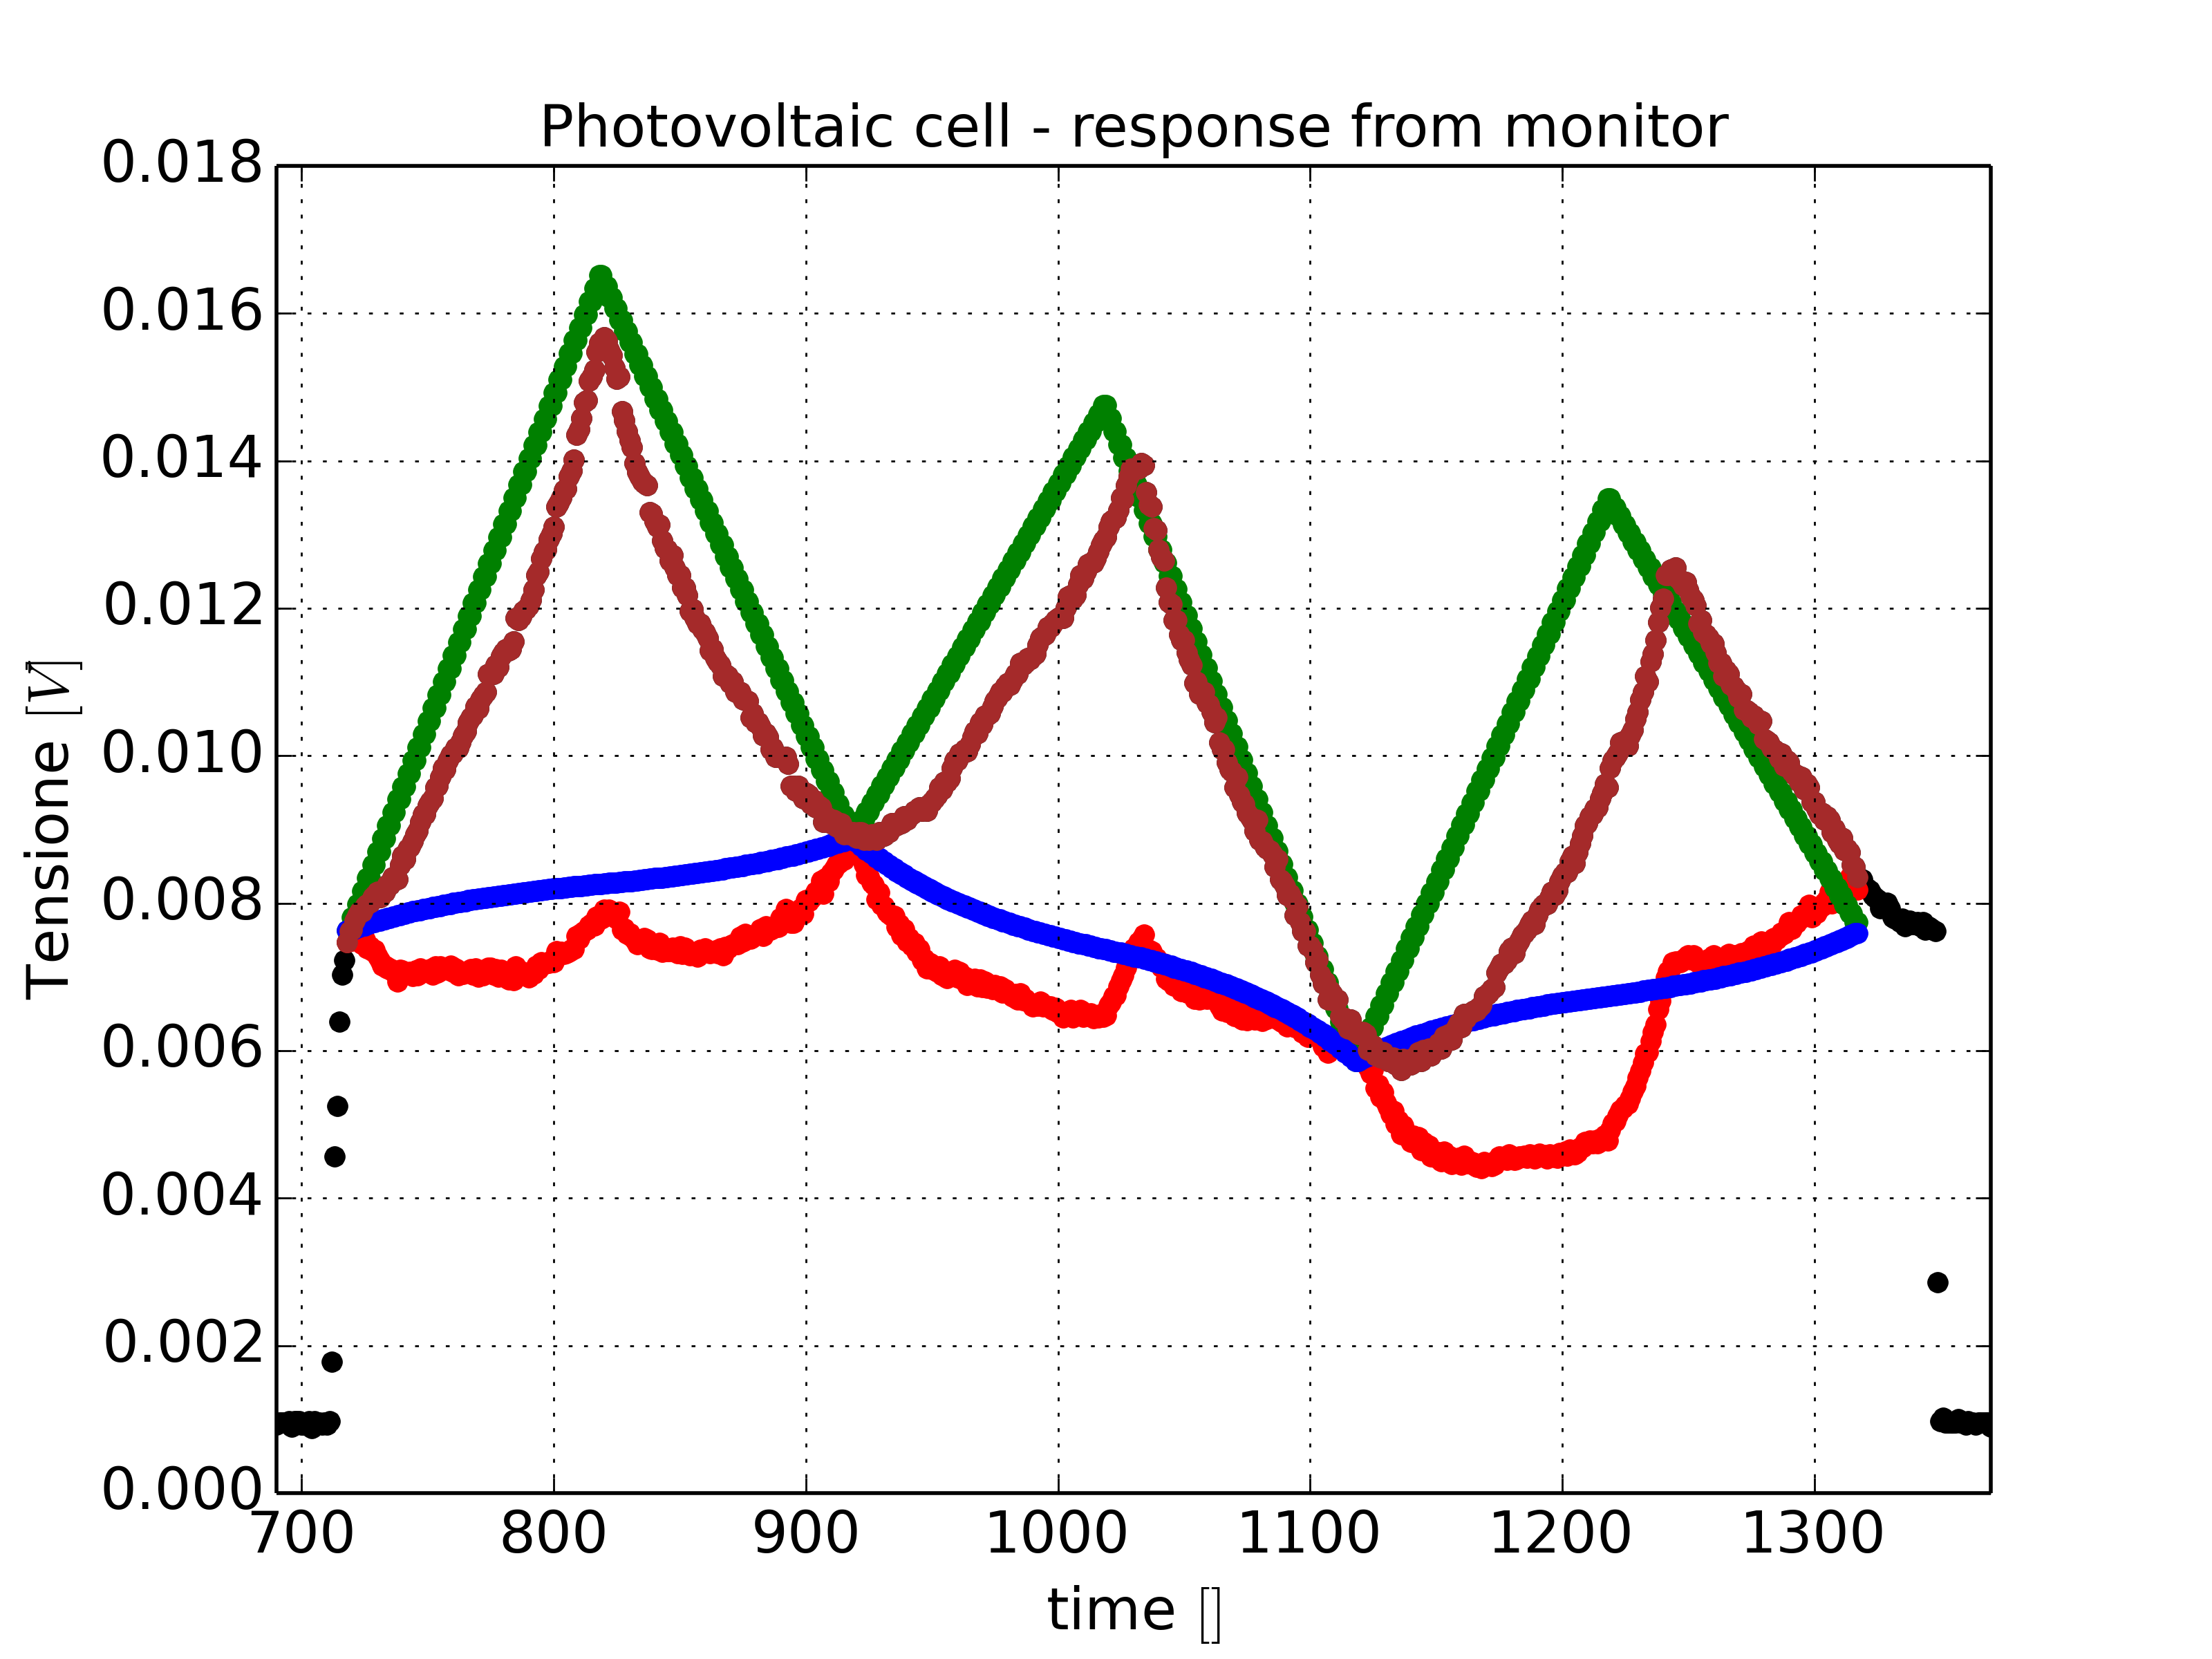 Photovoltaic cell - response from monitor
0.018
0.016
0.014
0.012
0.010
0.008
0.006
0.004
0.002
0.000
Tensione [V]
700 800 900 1000 1100 1200 1300
time []